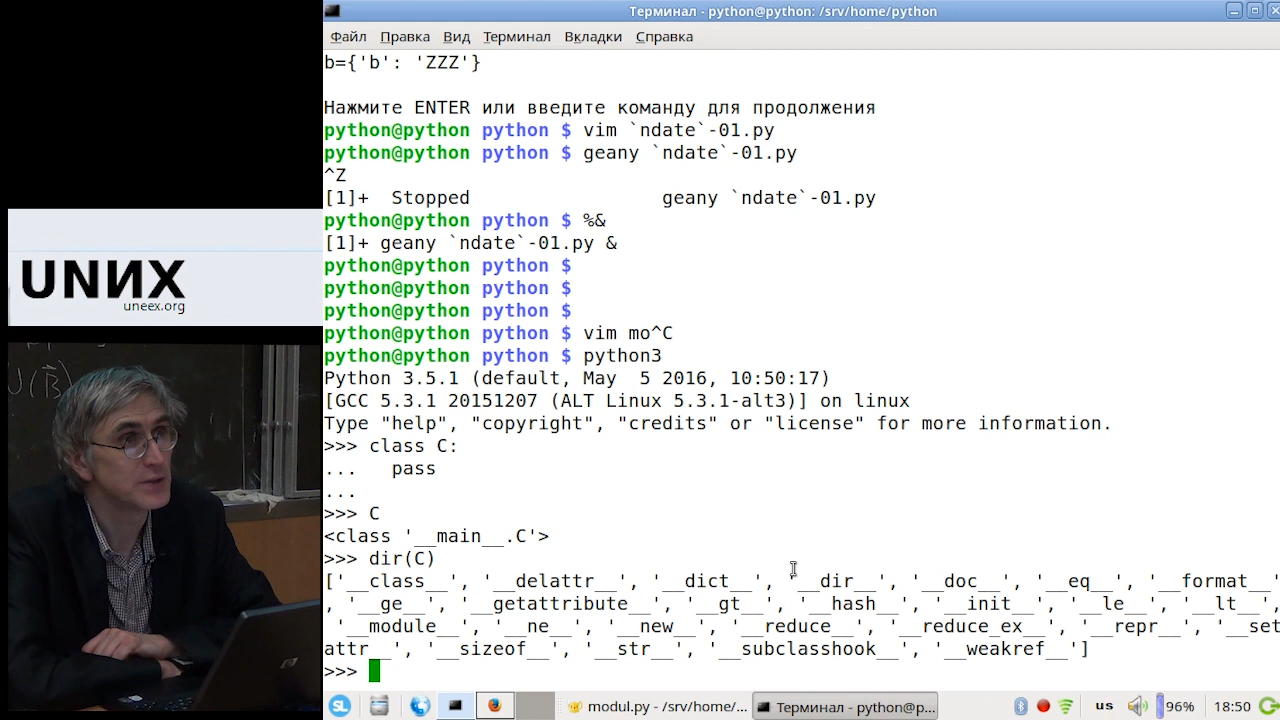 Терминал - python@python: /srv/home/python
Файл Правка Вид Терминал Вкладки Справка
b={'b': 'ZZZ'}
Нажмите ENTER или введите команду для продолжения
python@python python $ vim `ndate`-01.py
python@python python $ geany `ndate`-01.py
^Z
[1]+  Stopped                 geany `ndate`-01.py
python@python python $ %&
[1]+ geany `ndate`-01.py &
python@python python $
python@python python $
python@python python $
python@python python $ vim mo^C
python@python python $ python3
Python 3.5.1 (default, May  5 2016, 10:50:17)
[GCC 5.3.1 20151207 (ALT Linux 5.3.1-alt3)] on linux
Type "help", "copyright", "credits" or "license" for more information.
>>> class C:
...   pass
...
>>> C
<class '__main__.C'>
>>> dir(C)
['__class__', '__delattr__', '__dict__', '__dir__', '__doc__', '__eq__', '__format__'
, '__ge__', '__getattribute__', '__gt__', '__hash__', '__init__', '__le__', '__lt__',
'__module__', '__ne__', '__new__', '__reduce__', '__reduce_ex__', '__repr__', '__set
attr__', '__sizeof__', '__str__', '__subclasshook__', '__weakref__']
>>>
UNИX
uneex.org
U(B)
SL
modul.py - /srv/home/...
Терминал - python@p...
us
96%
18:50